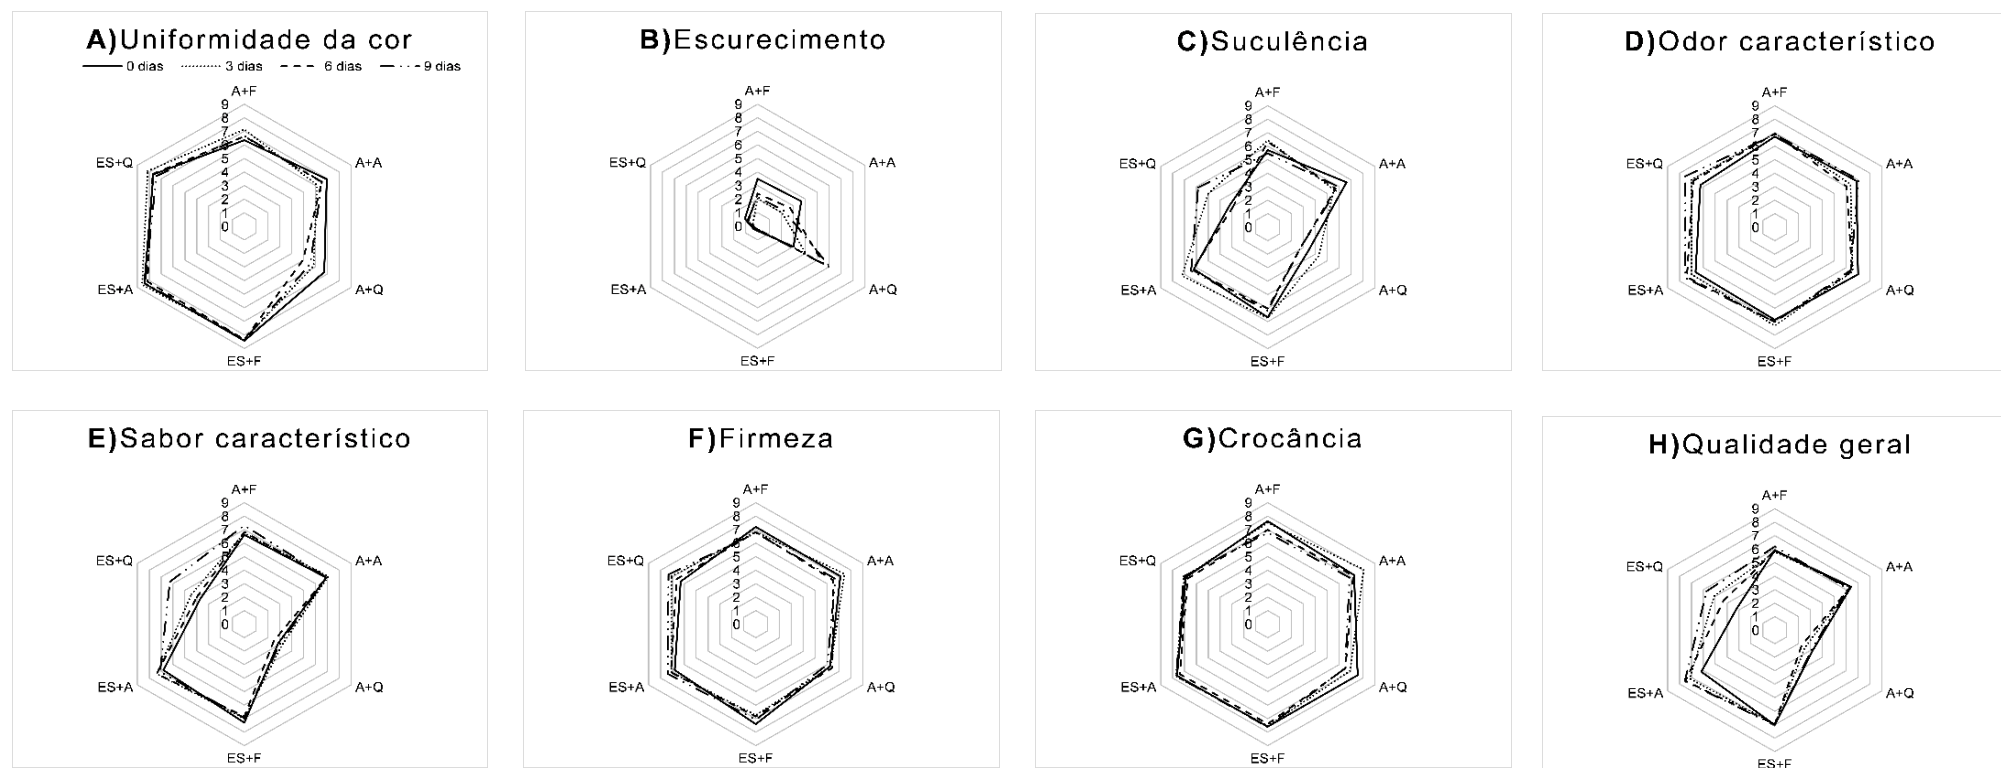 A)Uniformidade da cor
0 dias 3 dias 6 dias 9 dias
A+F
9
8
7
6
5
ES+Q A+A
4
3
2
1
0
ES+A A+Q
ES+F
B)Escurecimento
A+F
9
8
7
6
5
ES+Q A+A
4
3
2
1
0
ES+A A+Q
ES+F
C)Suculência
A+F
9
8
7
6
5
ES+Q A+A
4
3
2
1
0
ES+A A+Q
ES+F
D)Odor característico
A+F
9
8
7
6
5
ES+Q A+A
4
3
2
1
0
ES+A A+Q
ES+F
E)Sabor característico
A+F
9
8
7
6
5
ES+Q A+A
4
3
2
1
0
ES+A A+Q
ES+F
F)Firmeza
A+F
9
8
7
6
5
ES+Q A+A
4
3
2
1
0
ES+A A+Q
ES+F
G)Crocância
A+F
9
8
7
6
5
ES+Q A+A
4
3
2
1
0
ES+A A+Q
ES+F
H)Qualidade geral
A+F
9
8
7
6
5
ES+Q A+A
4
3
2
1
0
ES+A A+Q
ES+F